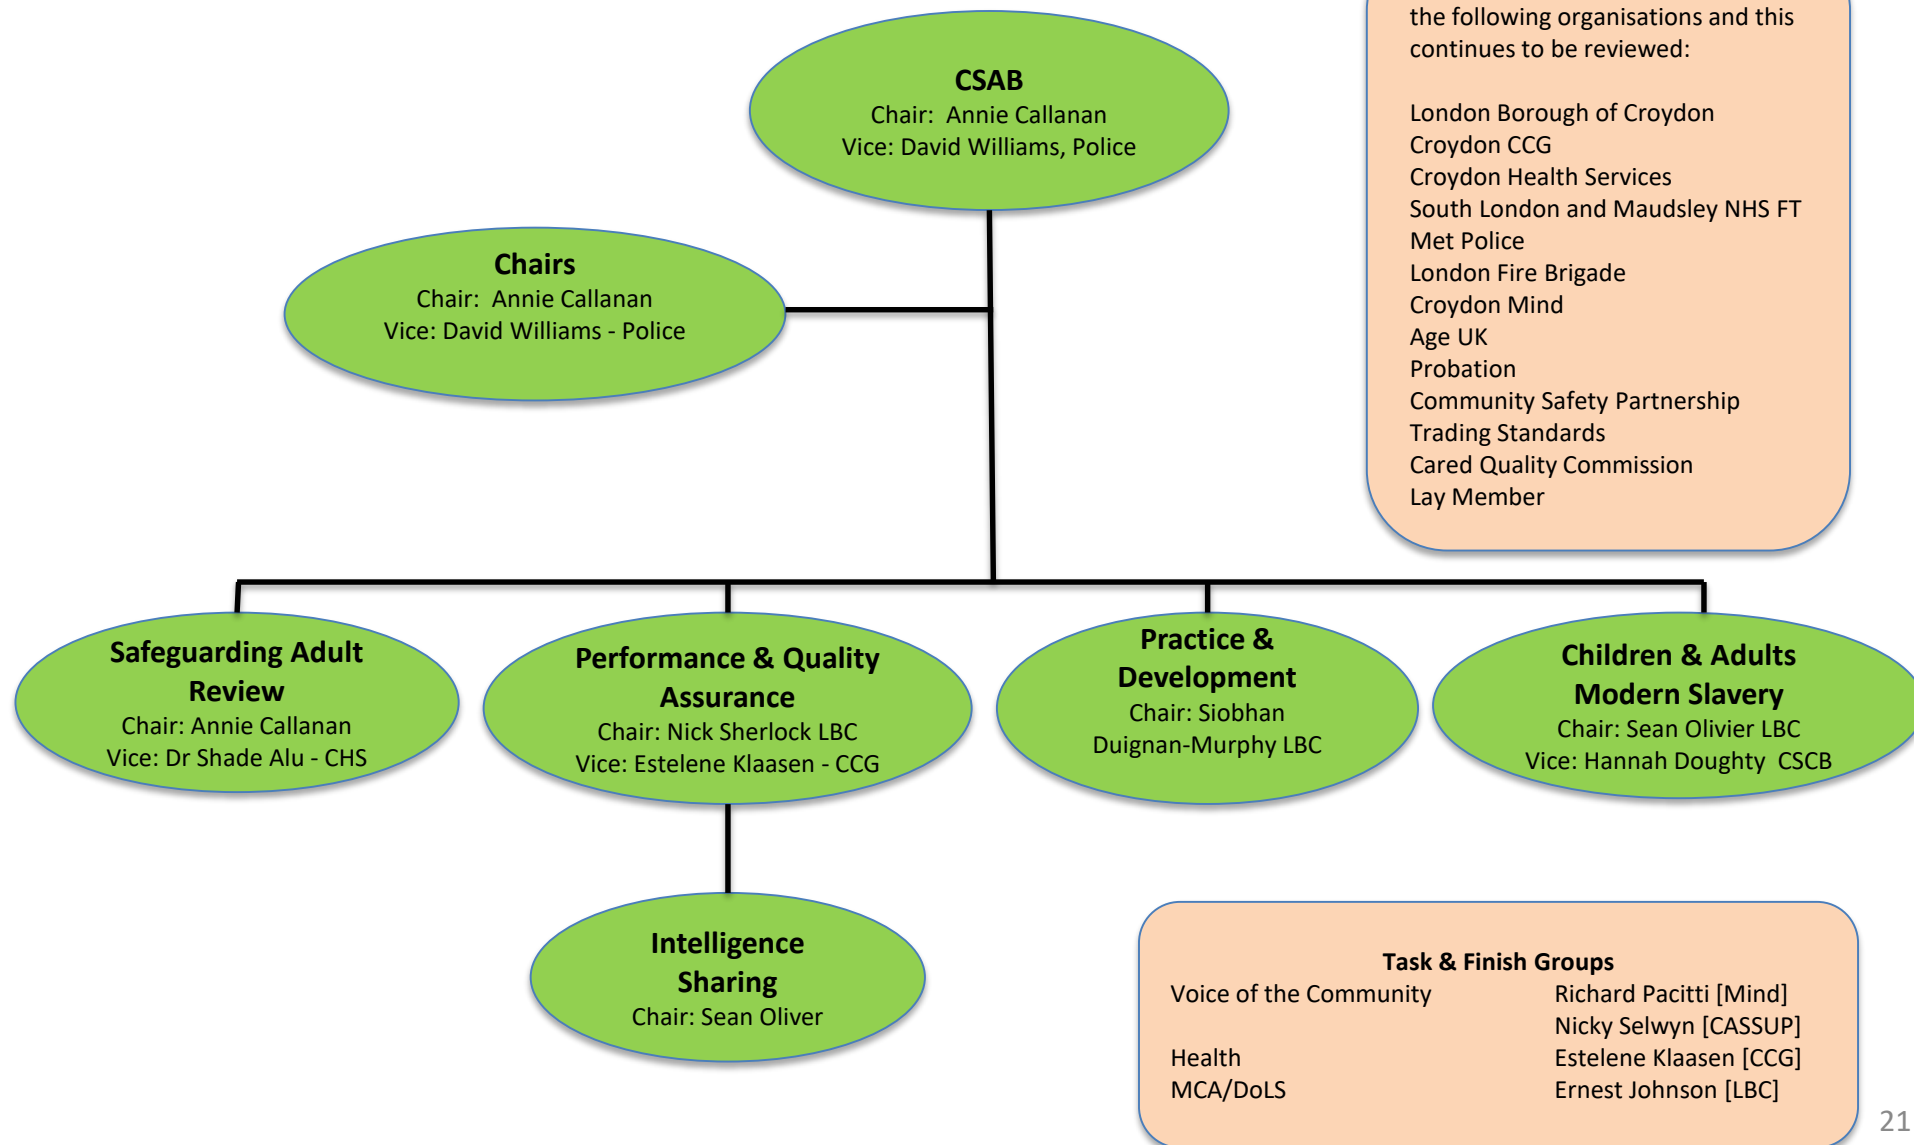 CSAB
Chair:  Annie Callanan
Vice: David Williams, Police
the following organisations and this
continues to be reviewed:
London Borough of Croydon
Croydon CCG
Croydon Health Services
South London and Maudsley NHS FT
Met Police
London Fire Brigade
Croydon Mind
Age UK
Probation
Community Safety Partnership
Trading Standards
Cared Quality Commission
Lay Member
Chairs
Chair:  Annie Callanan
Vice: David Williams - Police
Safeguarding Adult
Review
Chair: Annie Callanan
Vice: Dr Shade Alu - CHS
Performance & Quality
Assurance
Chair: Nick Sherlock LBC
Vice: Estelene Klaasen - CCG
Practice &
Development
Chair: Siobhan
Duignan-Murphy LBC
Children & Adults
Modern Slavery
Chair: Sean Olivier LBC
Vice: Hannah Doughty  CSCB
Intelligence
Sharing
Chair: Sean Oliver
Task & Finish Groups
Voice of the Community Richard Pacitti [Mind]
Nicky Selwyn [CASSUP]
Health Estelene Klaasen [CCG]
MCA/DoLS Ernest Johnson [LBC]
21